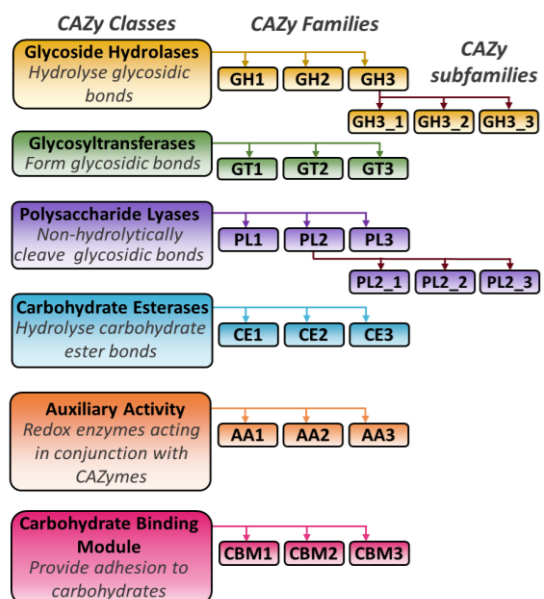 CAZy Classes
CAZy Families
CAZy
subfamilies
Glycoside Hydrolases
Hydrolyse glycosidic
bonds
GH1 GH2 GH3
GH3_1 GH3_2 GH3_3
Glycosyltransferases
Form glycosidic bonds
GT1 GT2 GT3
Polysaccharide Lyases
Non-hydrolytically
cleave glycosidic bonds
PL1 PL2 PL3
PL2_1 PL2_2 PL2_3
Carbohydrate Esterases
Hydrolyse carbohydrate
ester bonds
CE1 CE2 CE3
Auxiliary Activity
Redox enzymes acting
in conjunction with
CAZymes
AA1 AA2 AA3
Carbohydrate Binding
Module
Provide adhesion to
carbohydrates
CBM1 CBM2 CBM3